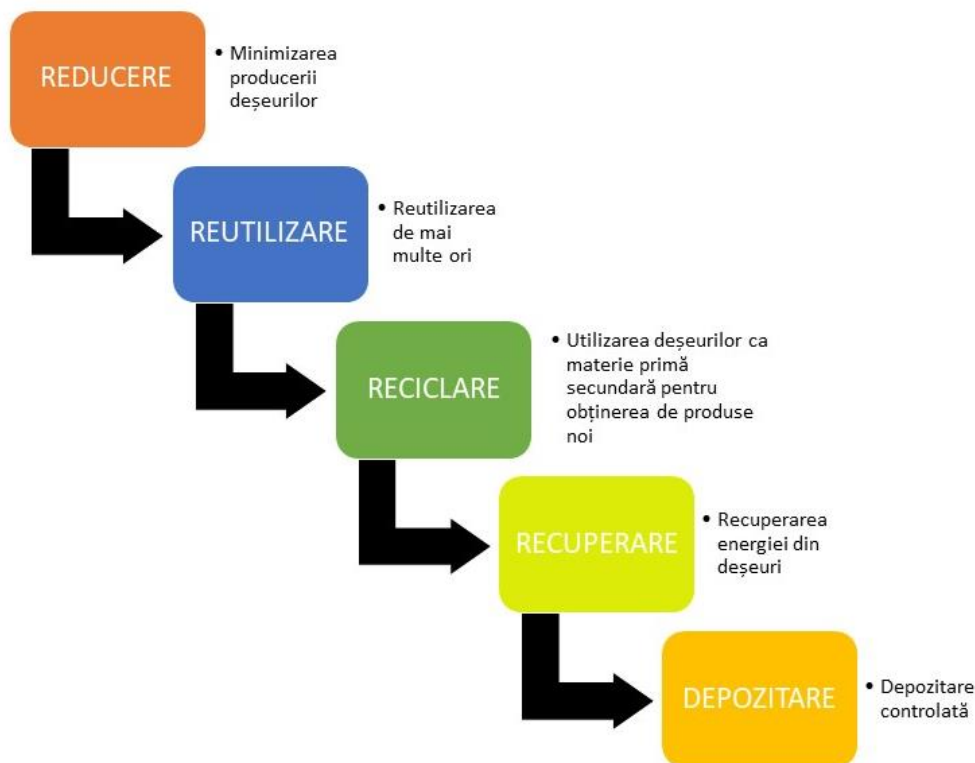 REDUCERE
• Minimizarea
producerii
deșeurilor
REUTILIZARE
• Reutilizarea
de mai
multe ori
RECICLARE
• Utilizarea deșeurilor ca
materie primă
secundară pentru
obținerea de produse
noi
RECUPERARE
• Recuperarea
energiei din
deșeuri
DEPOZITARE
• Depozitare
controlată